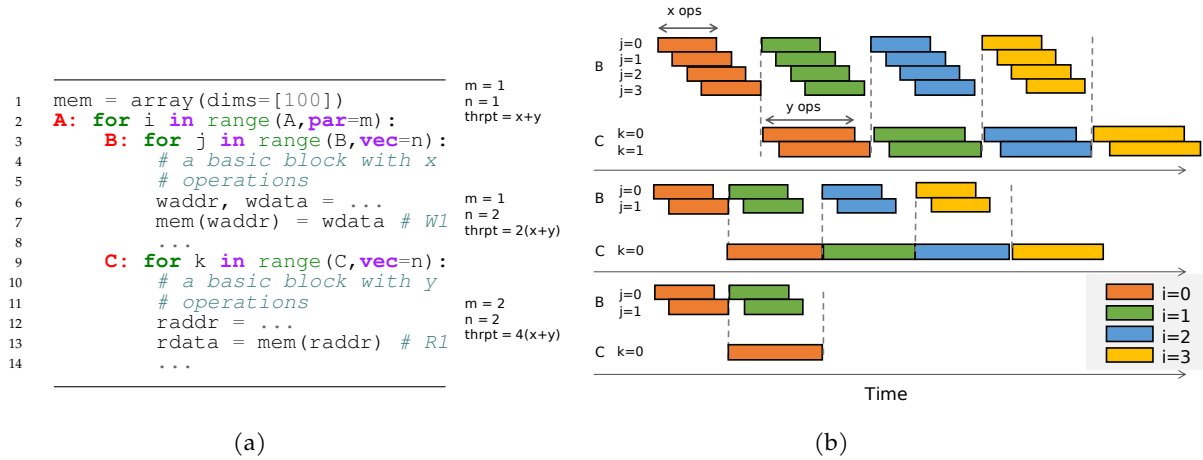 1 mem = array(dims=[100])
2 A: for i in range(A,par=m):
3 B: for j in range(B,vec=n):
4 # a basic block with x
5 # operations
6 waddr, wdata = ...
7 mem(waddr) = wdata # W1
8 ...
9 C: for k in range(C,vec=n):
10 # a basic block with y
11 # operations
12 raddr = ...
13 rdata = mem(raddr) # R1
14 ...
(a)
m = 1
n = 1
thrpt = x+y
m = 1
n = 2
thrpt = 2(x+y)
m = 2
n = 2
thrpt = 4(x+y)
x ops
B
j=0
j=1
j=2
j=3
y ops
C
k=0
k=1
B
j=0
j=1
C k=0
B
j=0
j=1
C k=0
i=0
i=1
i=2
i=3
Time
(b)